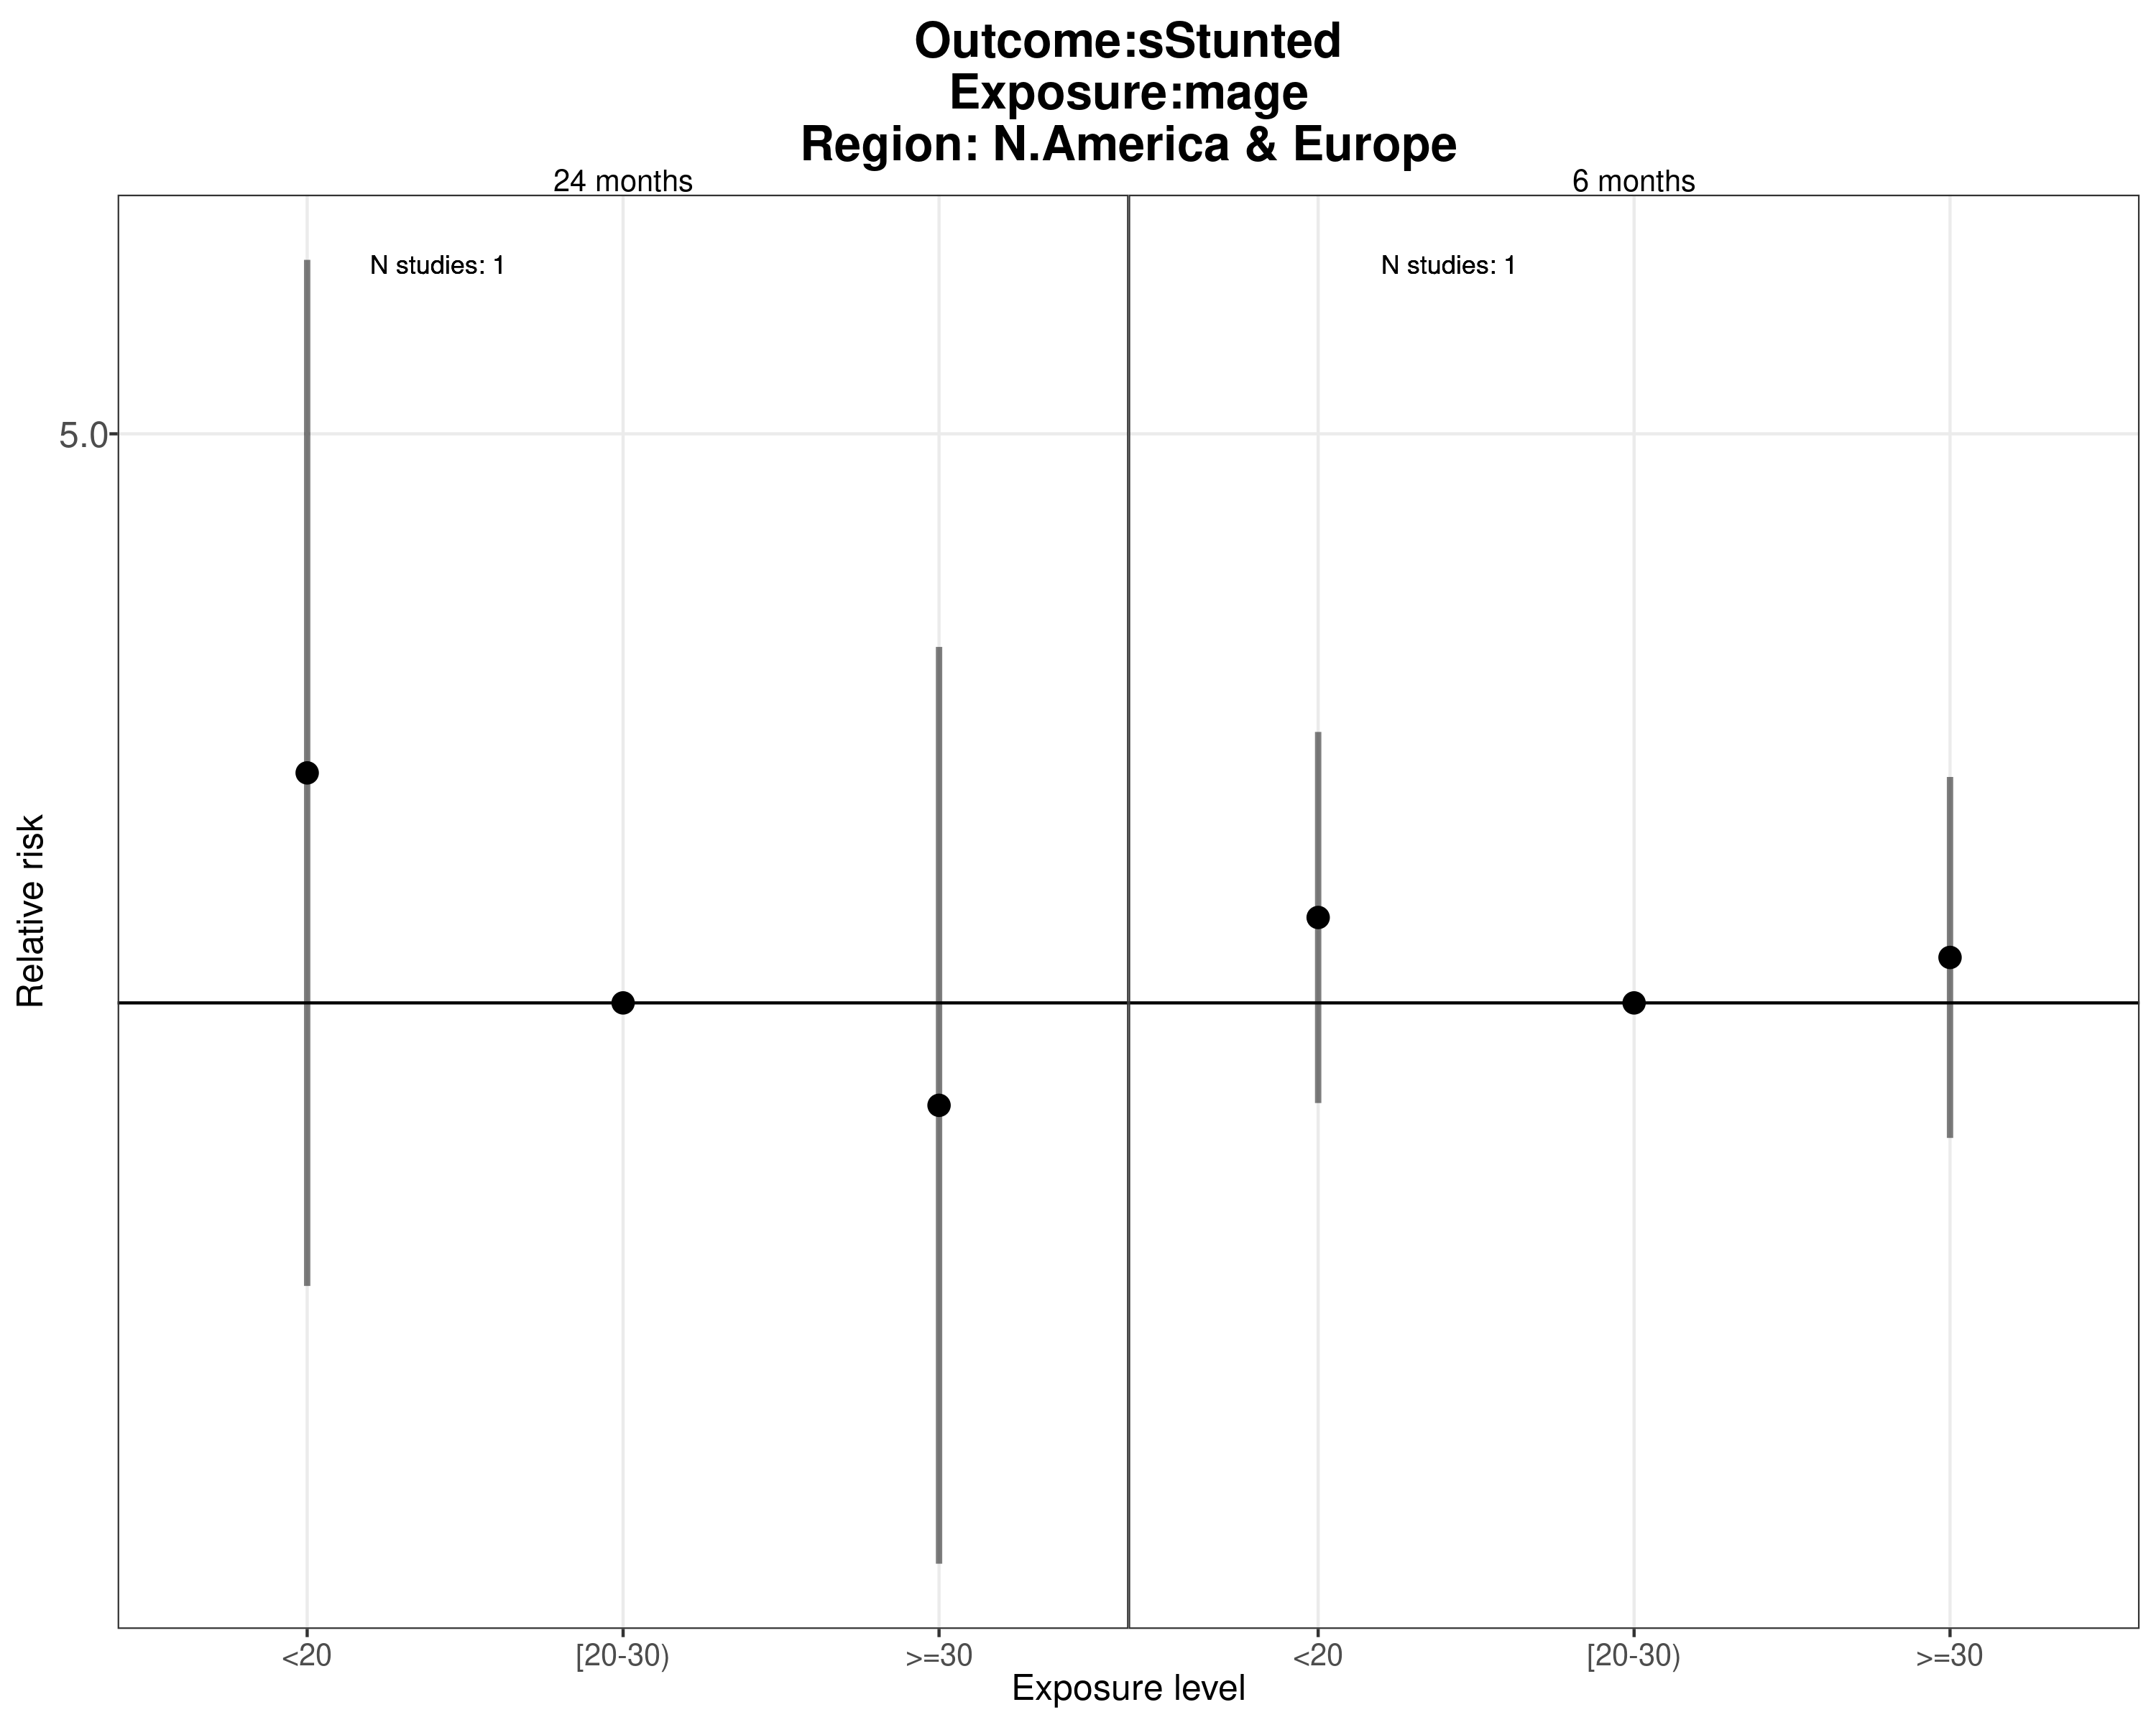 Outcome:sStunted
Exposure:mage
Region: N.America & Europe
24 months
6 months
N studies: 1
N studies: 1
5.0
Relative risk
<20
[20-30)
>=30
<20
[20-30)
>=30
Exposure level